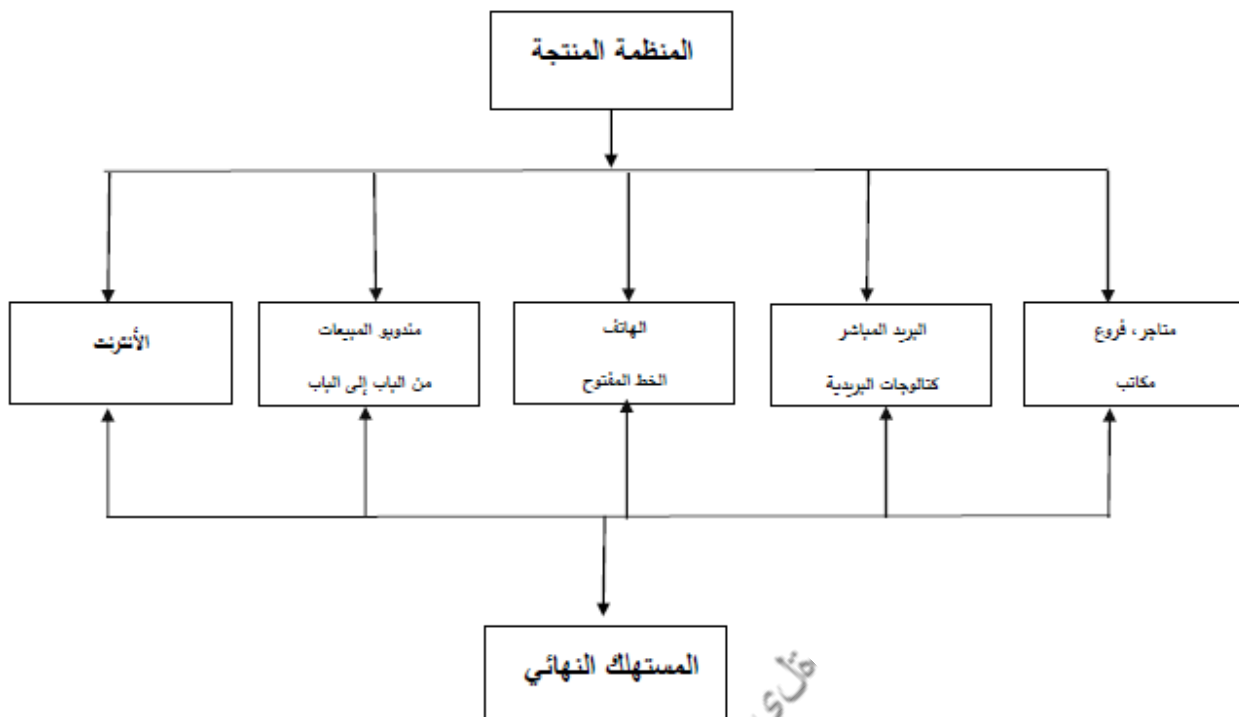 المنظمة المنتجة
متاجر، فروع
مكاتب
البريد المباشر
كتالوجات البريدية
الهاتف
الخط المفتوح
مندوبو المبيعات
من الباب إلى الباب
الأنترنت
المستهلك النهائي